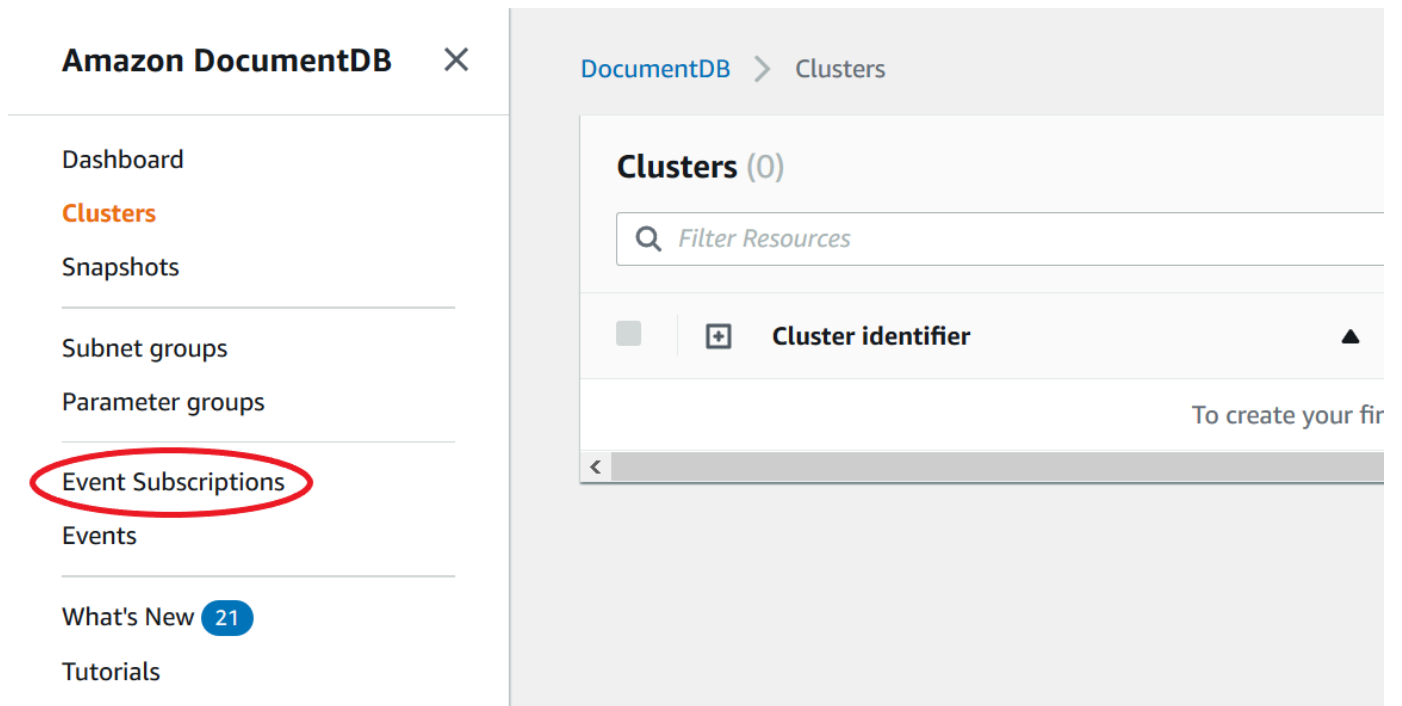 Amazon DocumentDB
Dashboard
Clusters
Snapshots
Subnet groups
Parameter groups
Event Subscriptions
Events
What's New 21
Tutorials
DocumentDB > Clusters
Clusters (0)
Filter Resources
Cluster identifier
To create your fir